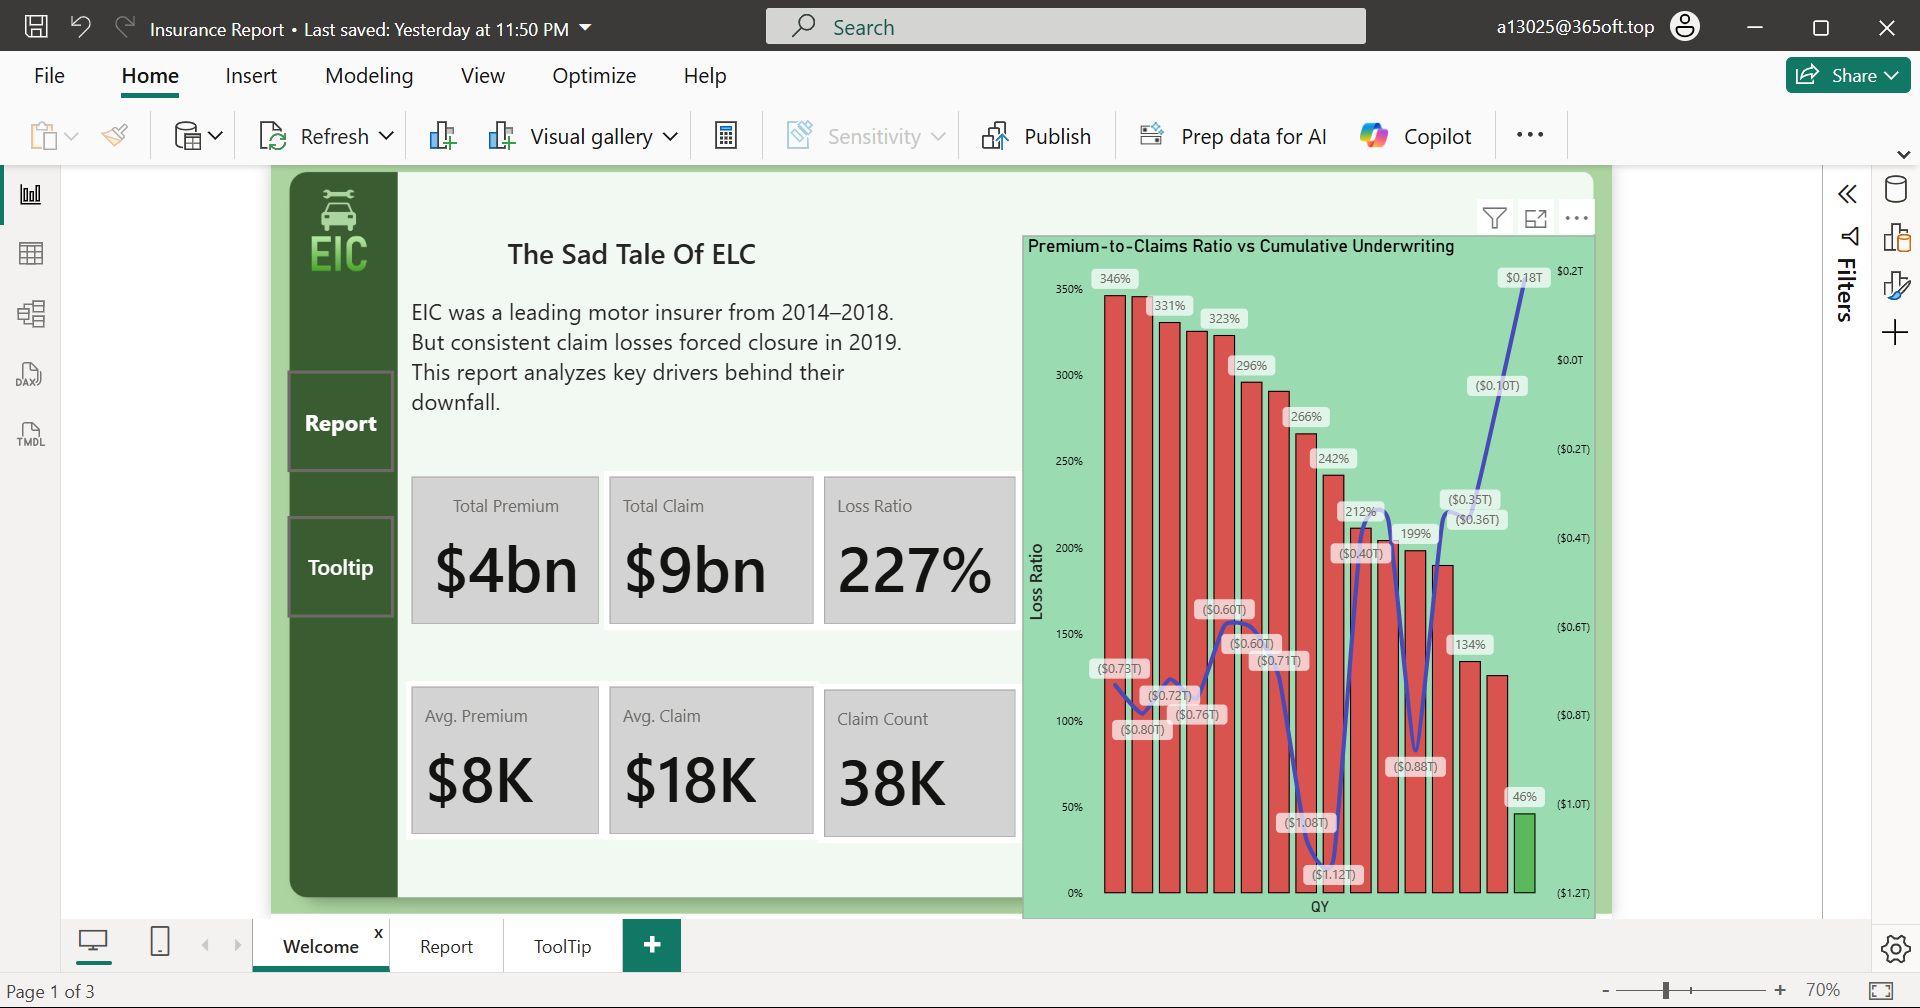 Insurance Report • Last saved: Yesterday at 11:50 PM
Search
a13025@365oft.top
File
Home
Insert
Modeling
View
Optimize
Help
Share
Refresh
Visual gallery
Sensitivity
Publish
Prep data for AI
Copilot
DAX
TMDL
EIC
Report
Tooltip
The Sad Tale Of ELC
EIC was a leading motor insurer from 2014–2018.
But consistent claim losses forced closure in 2019.
This report analyzes key drivers behind their
downfall.
Total Premium
$4bn
Total Claim
$9bn
Loss Ratio
227%
Avg. Premium
$8K
Avg. Claim
$18K
Claim Count
38K
Premium-to-Claims Ratio vs Cumulative Underwriting
Loss Ratio
350%
300%
250%
200%
150%
100%
50%
0%
346%
331%
323%
296%
266%
242%
212%
199%
134%
46%
($0.73T)
($0.80T)
($0.72T)
($0.76T)
($0.60T)
($0.60T)
($0.71T)
($1.08T)
($1.12T)
($0.40T)
($0.88T)
($0.35T)
($0.36T)
($0.10T)
$0.18T
$0.2T
$0.0T
($0.2T)
($0.4T)
($0.6T)
($0.8T)
($1.0T)
($1.2T)
QY
Filters
Welcome
x
Report
ToolTip
Page 1 of 3
70%